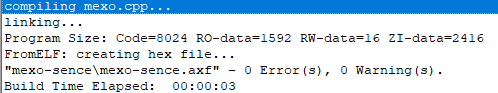 compiling mexo.cpp...
linking...
Program Size: Code=8024 RO-data=1592 RW-data=16 ZI-data=2416
FromELF: creating hex file...
"mexo-sence\mexo-sence.axf" - 0 Error(s), 0 Warning(s).
Build Time Elapsed:  00:00:03